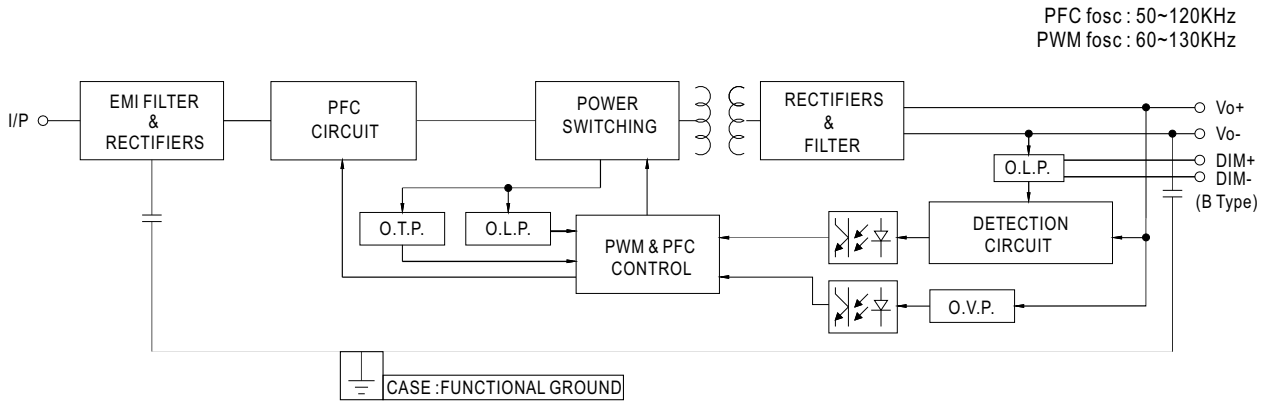 PFC fosc : 50~120KHz
PWM fosc : 60~130KHz
I/P
EMI FILTER
&
RECTIFIERS
PFC
CIRCUIT
POWER
SWITCHING
RECTIFIERS
&
FILTER
Vo+
Vo-
DIM+
DIM-
(B Type)
O.L.P.
O.T.P.
O.L.P.
PWM & PFC
CONTROL
DETECTION
CIRCUIT
O.V.P.
CASE :FUNCTIONAL GROUND